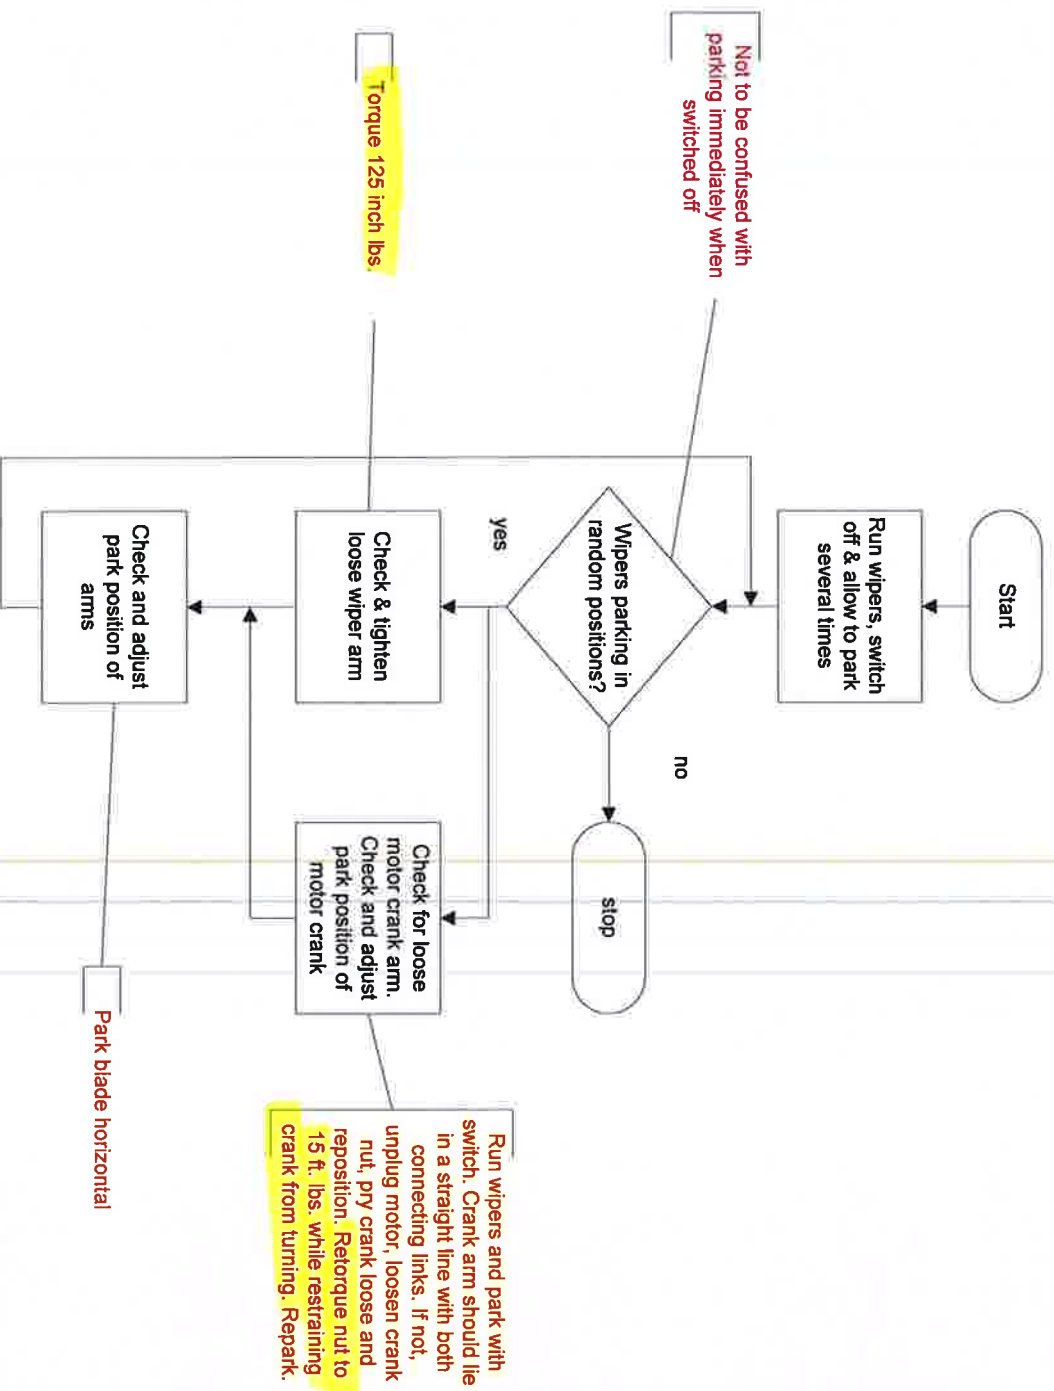 Start
Run wipers, switch
off & allow to park
several times
Not to be confused with
parking immediately when
switched off
Wipers parking in
random positions?
no
stop
yes
Torque 125 inch lbs.
Check & tighten
loose wiper arm
Check for loose
motor crank arm.
Check and adjust
park position of
motor crank
Run wipers and park with
switch. Crank arm should lie
in a straight line with both
connecting links. If not,
unplug motor, loosen crank
nut, pry crank loose and
reposition. Retorque nut to
15 ft. lbs. while restraining
crank from turning. Repark.
Check and adjust
park position of
arms
Park blade horizontal